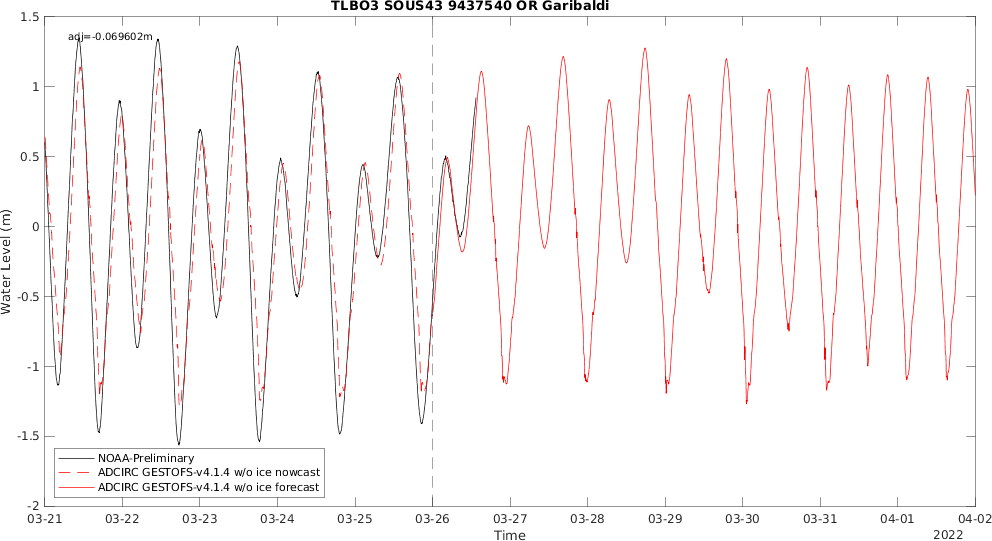 TLBO3 SOUS43 9437540 OR Garibaldi
adj=-0.069602m
1.5
1
0.5
0
-0.5
-1
-1.5
-2
Water Level (m)
NOAA-Preliminary
ADCIRC GESTOFS-v4.1.4 w/o ice nowcast
ADCIRC GESTOFS-v4.1.4 w/o ice forecast
03-21 03-22 03-23 03-24 03-25 03-26 03-27 03-28 03-29 03-30 03-31 04-01 04-02
Time
2022